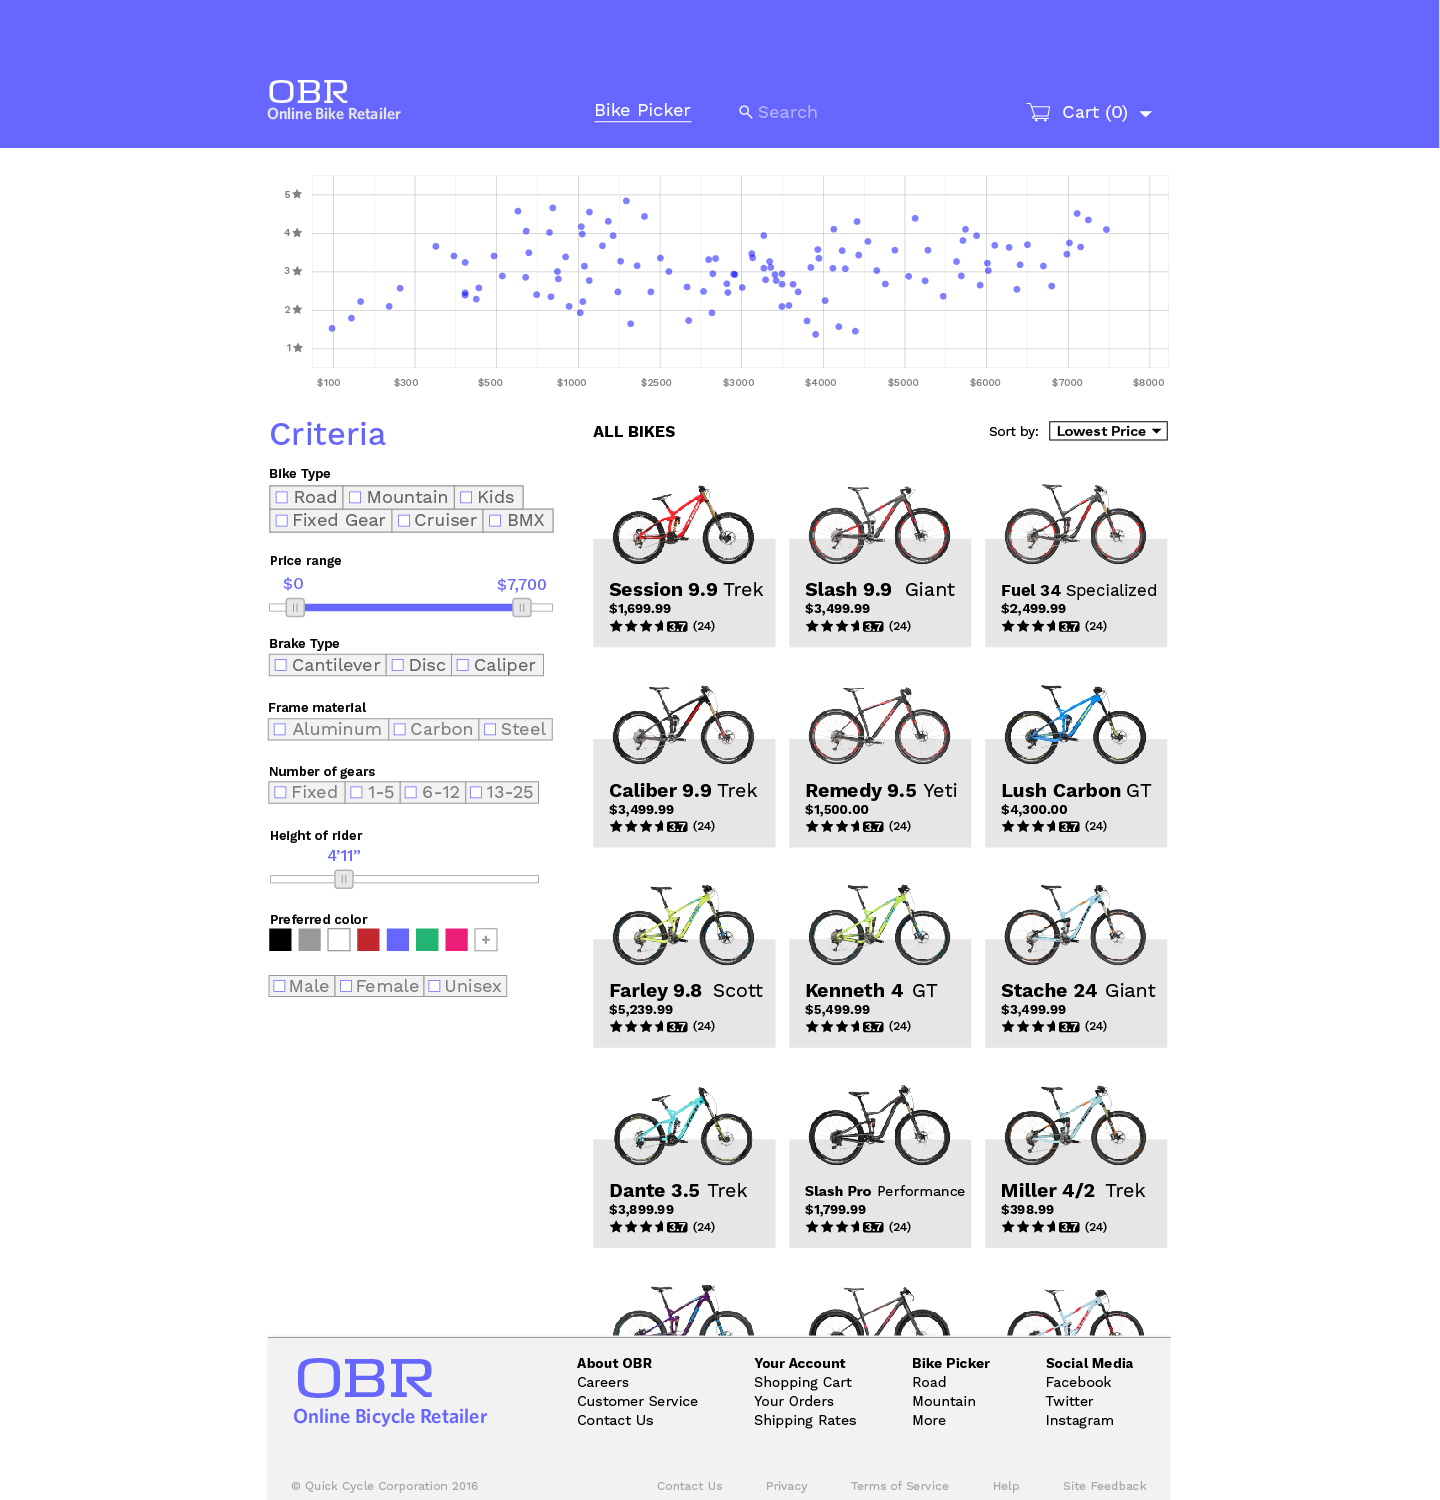 OBR
Online Bike Retailer
Bike Picker
Search
Cart (0)
5★
4★
3★
2★
1★
$100 $300 $500 $1000 $2500 $3000 $4000 $5000 $6000 $7000 $8000
Criteria
Bike Type
Road Mountain Kids
Fixed Gear Cruiser BMX
Price range
$0 $7,700
Brake Type
Cantilever Disc Caliper
Frame material
Aluminum Carbon Steel
Number of gears
Fixed 1-5 6-12 13-25
Height of rider
4’11”
Preferred color
+
Male Female Unisex
ALL BIKES
Sort by: Lowest Price
Session 9.9 Trek
$1,699.99
3.7 (24)
Slash 9.9 Giant
$3,499.99
3.7 (24)
Fuel 34 Specialized
$2,499.99
3.7 (24)
Caliber 9.9 Trek
$3,499.99
3.7 (24)
Remedy 9.5 Yeti
$1,500.00
3.7 (24)
Lush Carbon GT
$4,300.00
3.7 (24)
Farley 9.8 Scott
$5,239.99
3.7 (24)
Kenneth 4 GT
$5,499.99
3.7 (24)
Stache 24 Giant
$3,499.99
3.7 (24)
Dante 3.5 Trek
$3,899.99
3.7 (24)
Slash Pro Performance
$1,799.99
3.7 (24)
Miller 4/2 Trek
$398.99
3.7 (24)
OBR
Online Bicycle Retailer
About OBR
Careers
Customer Service
Contact Us
Your Account
Shopping Cart
Your Orders
Shipping Rates
Bike Picker
Road
Mountain
More
Social Media
Facebook
Twitter
Instagram
© Quick Cycle Corporation 2016
Contact Us Privacy Terms of Service Help Site Feedback